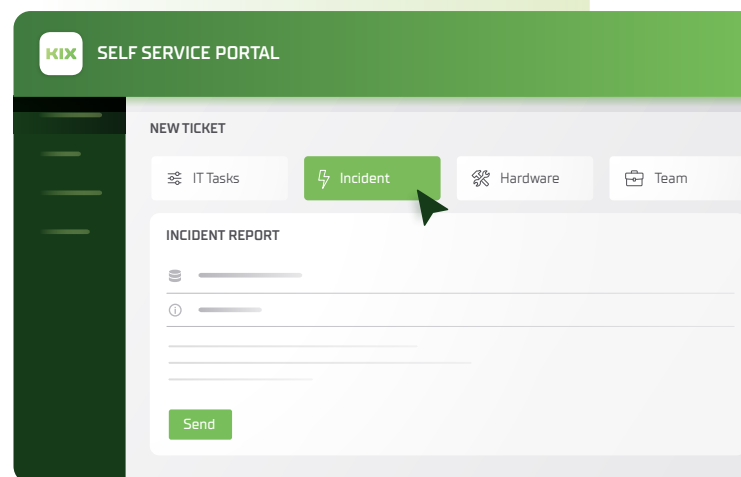 KIX SELF SERVICE PORTAL
NEW TICKET
IT Tasks Incident Hardware Team
INCIDENT REPORT
Send